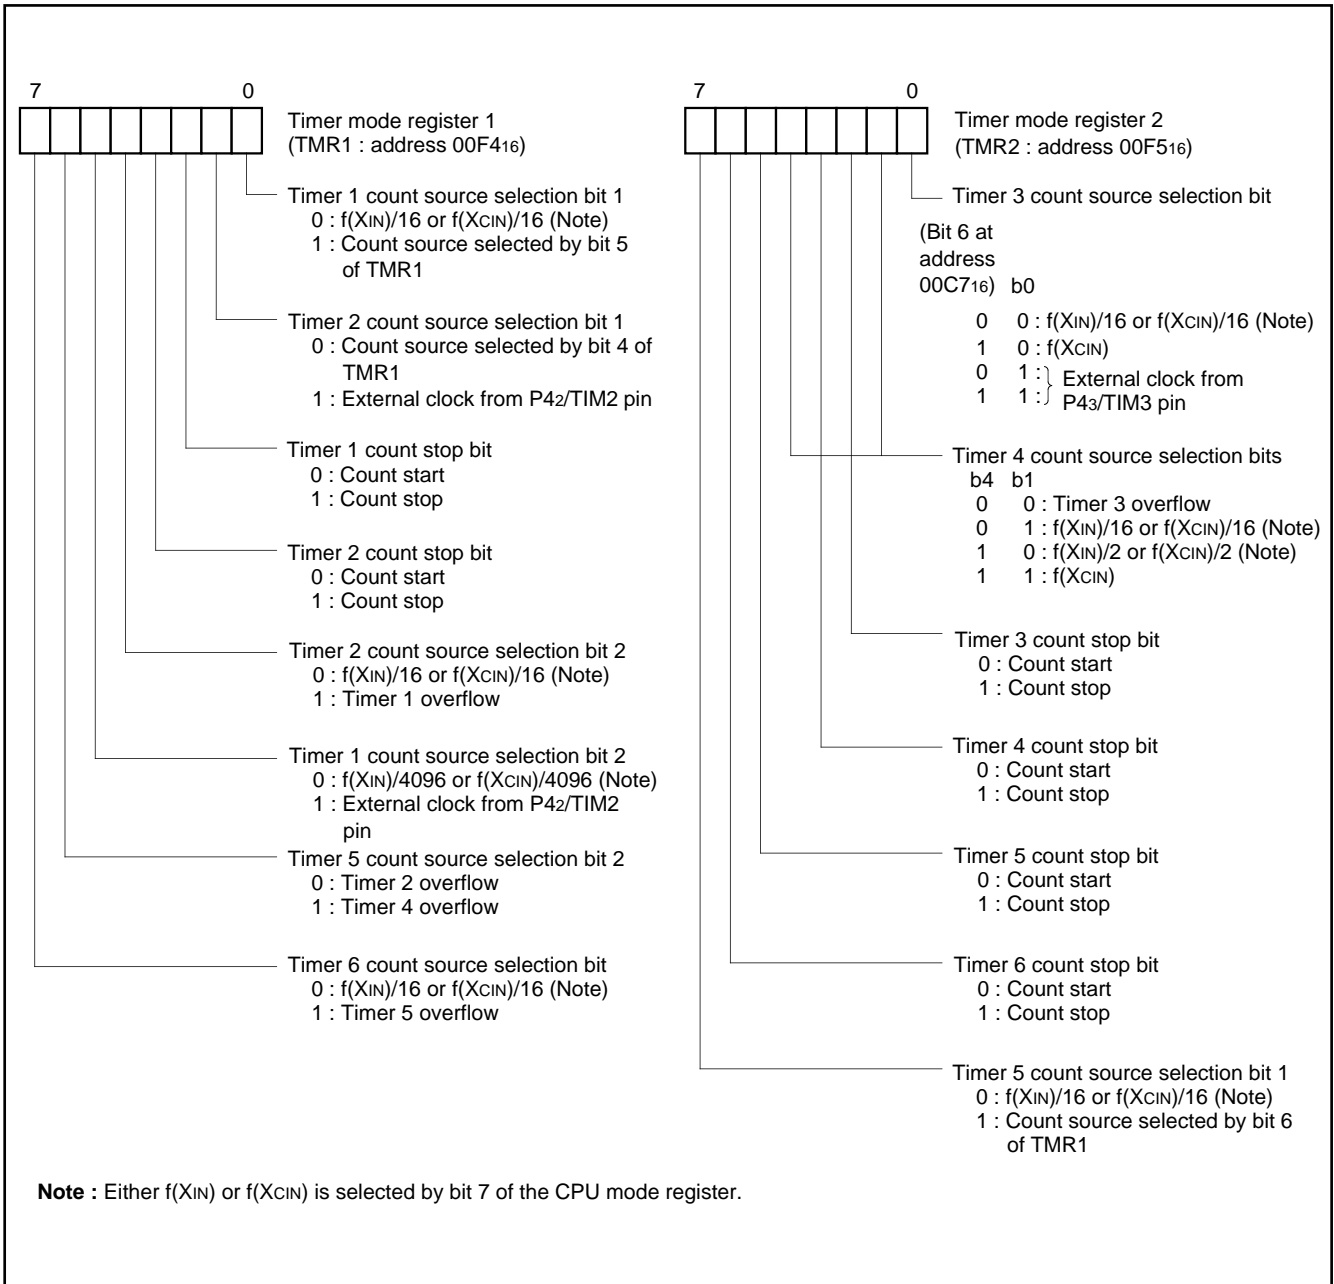 7 0
Timer mode register 1
(TMR1 : address 00F416)
Timer 1 count source selection bit 1
0 : f(XIN)/16 or f(XCIN)/16 (Note)
1 : Count source selected by bit 5
of TMR1
Timer 2 count source selection bit 1
0 : Count source selected by bit 4 of
TMR1
1 : External clock from P42/TIM2 pin
Timer 1 count stop bit
0 : Count start
1 : Count stop
Timer 2 count stop bit
0 : Count start
1 : Count stop
Timer 2 count source selection bit 2
0 : f(XIN)/16 or f(XCIN)/16 (Note)
1 : Timer 1 overflow
Timer 1 count source selection bit 2
0 : f(XIN)/4096 or f(XCIN)/4096 (Note)
1 : External clock from P42/TIM2
pin
Timer 5 count source selection bit 2
0 : Timer 2 overflow
1 : Timer 4 overflow
Timer 6 count source selection bit
0 : f(XIN)/16 or f(XCIN)/16 (Note)
1 : Timer 5 overflow
7 0
Timer mode register 2
(TMR2 : address 00F516)
Timer 3 count source selection bit
(Bit 6 at
address
00C716) b0
0 0 : f(XIN)/16 or f(XCIN)/16 (Note)
1 0 : f(XCIN)
0 1 : External clock from
1 1 : P43/TIM3 pin
Timer 4 count source selection bits
b4 b1
0 0 : Timer 3 overflow
0 1 : f(XIN)/16 or f(XCIN)/16 (Note)
1 0 : f(XIN)/2 or f(XCIN)/2 (Note)
1 1 : f(XCIN)
Timer 3 count stop bit
0 : Count start
1 : Count stop
Timer 4 count stop bit
0 : Count start
1 : Count stop
Timer 5 count stop bit
0 : Count start
1 : Count stop
Timer 6 count stop bit
0 : Count start
1 : Count stop
Timer 5 count source selection bit 1
0 : f(XIN)/16 or f(XCIN)/16 (Note)
1 : Count source selected by bit 6
of TMR1
Note : Either f(XIN) or f(XCIN) is selected by bit 7 of the CPU mode register.